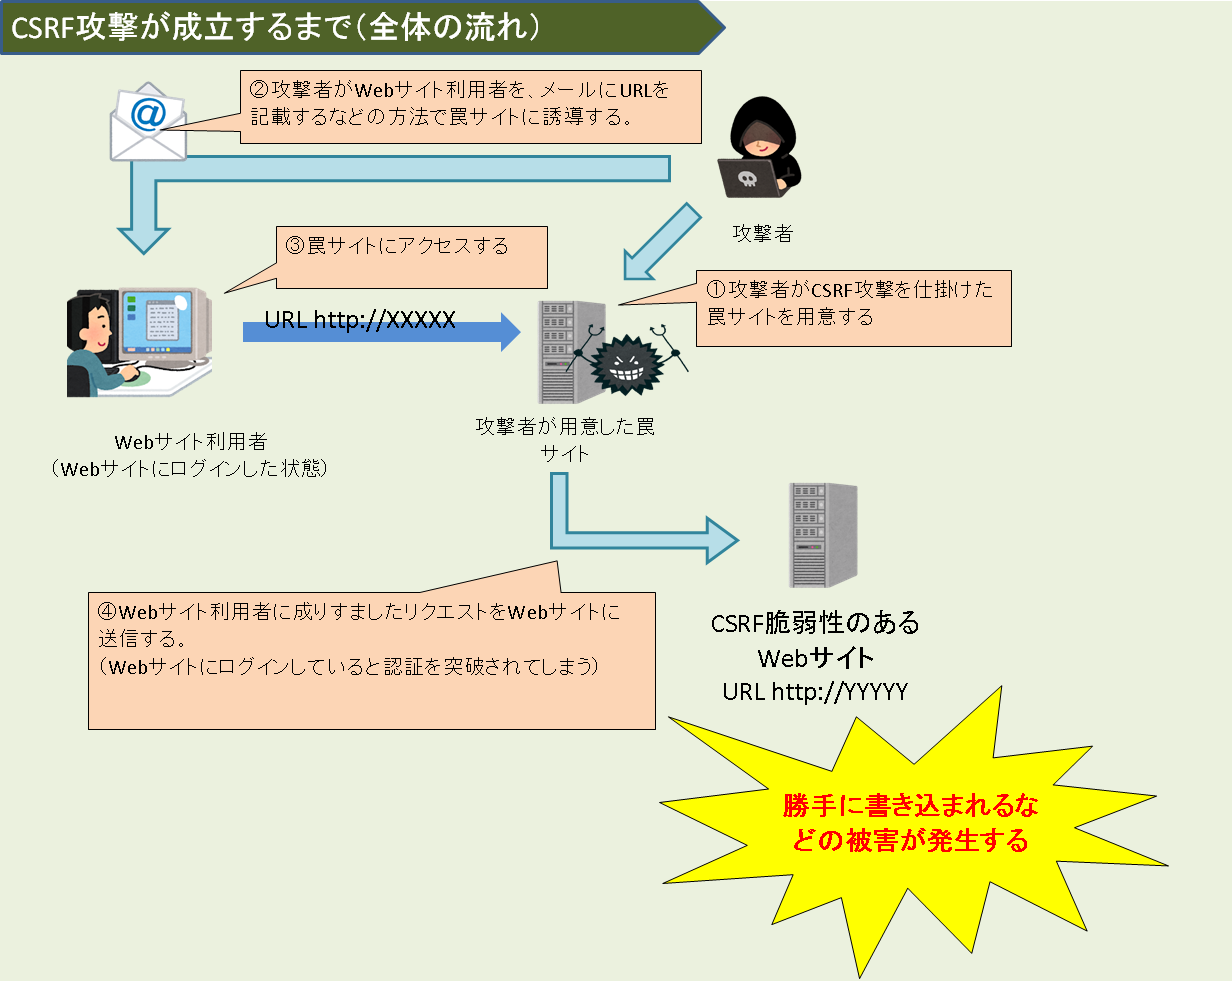 CSRF攻撃が成立するまで（全体の流れ）
②攻撃者がWebサイト利用者を、メールにURLを
記載するなどの方法で罠サイトに誘導する。
@
攻撃者
③罠サイトにアクセスする
①攻撃者がCSRF攻撃を仕掛けた
罠サイトを用意する
URL http://XXXXX
攻撃者が用意した罠
サイト
Webサイト利用者
（Webサイトにログインした状態）
④Webサイト利用者に成りすましたリクエストをWebサイトに
送信する。
（Webサイトにログインしていると認証を突破されてしまう）
CSRF脆弱性のある
Webサイト
URL http://YYYYY
勝手に書き込まれるな
どの被害が発生する